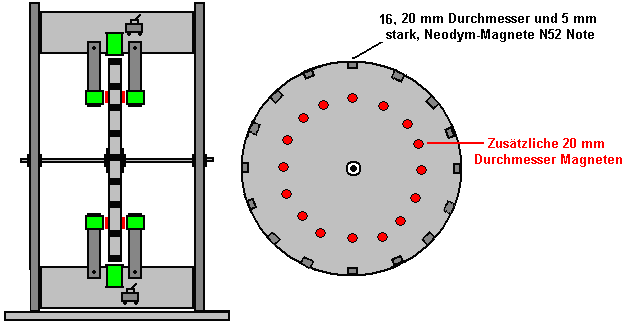 16, 20 mm Durchmesser und 5 mm
stark, Neodym-Magnete N52 Note
Zusätzliche 20 mm
Durchmesser Magneten